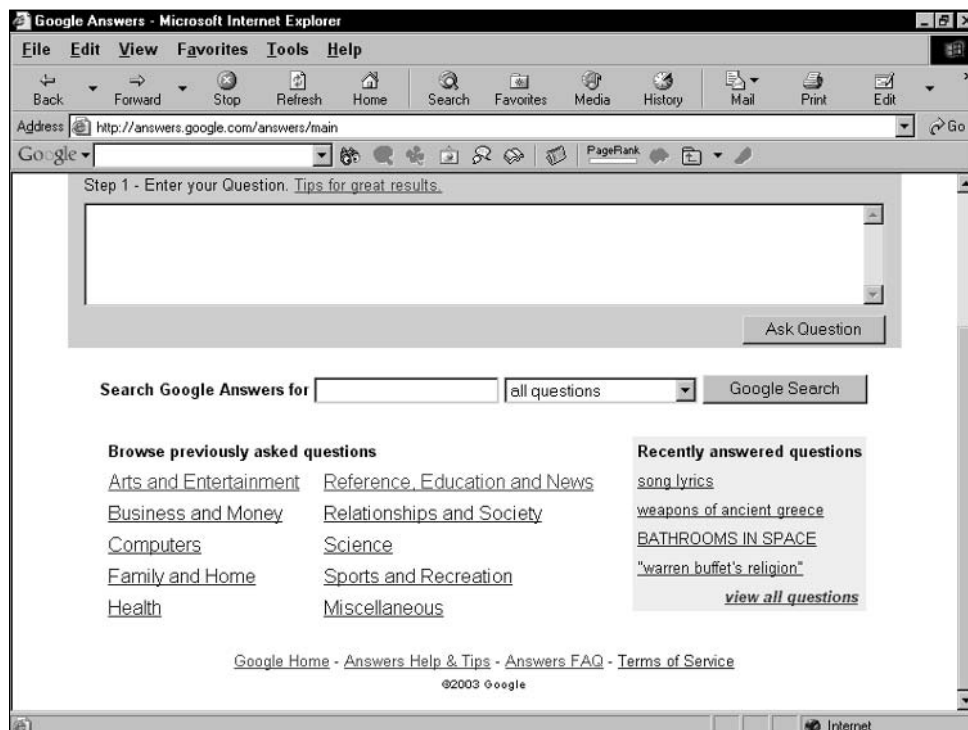 Google Answers - Microsoft Internet Explorer
File Edit View Favorites Tools Help
Back Forward Stop Refresh Home Search Favorites Media History Mail Print Edit
Address http://answers.google.com/answers/main Go
Google PageRank
Step 1 - Enter your Question. Tips for great results.
Ask Question
Search Google Answers for all questions Google Search
Browse previously asked questions
Arts and Entertainment Reference, Education and News
Business and Money Relationships and Society
Computers Science
Family and Home Sports and Recreation
Health Miscellaneous
Recently answered questions
song lyrics
weapons of ancient greece
BATHROOMS IN SPACE
"warren buffet's religion"
view all questions
Google Home - Answers Help & Tips - Answers FAQ - Terms of Service
©2003 Google
Internet